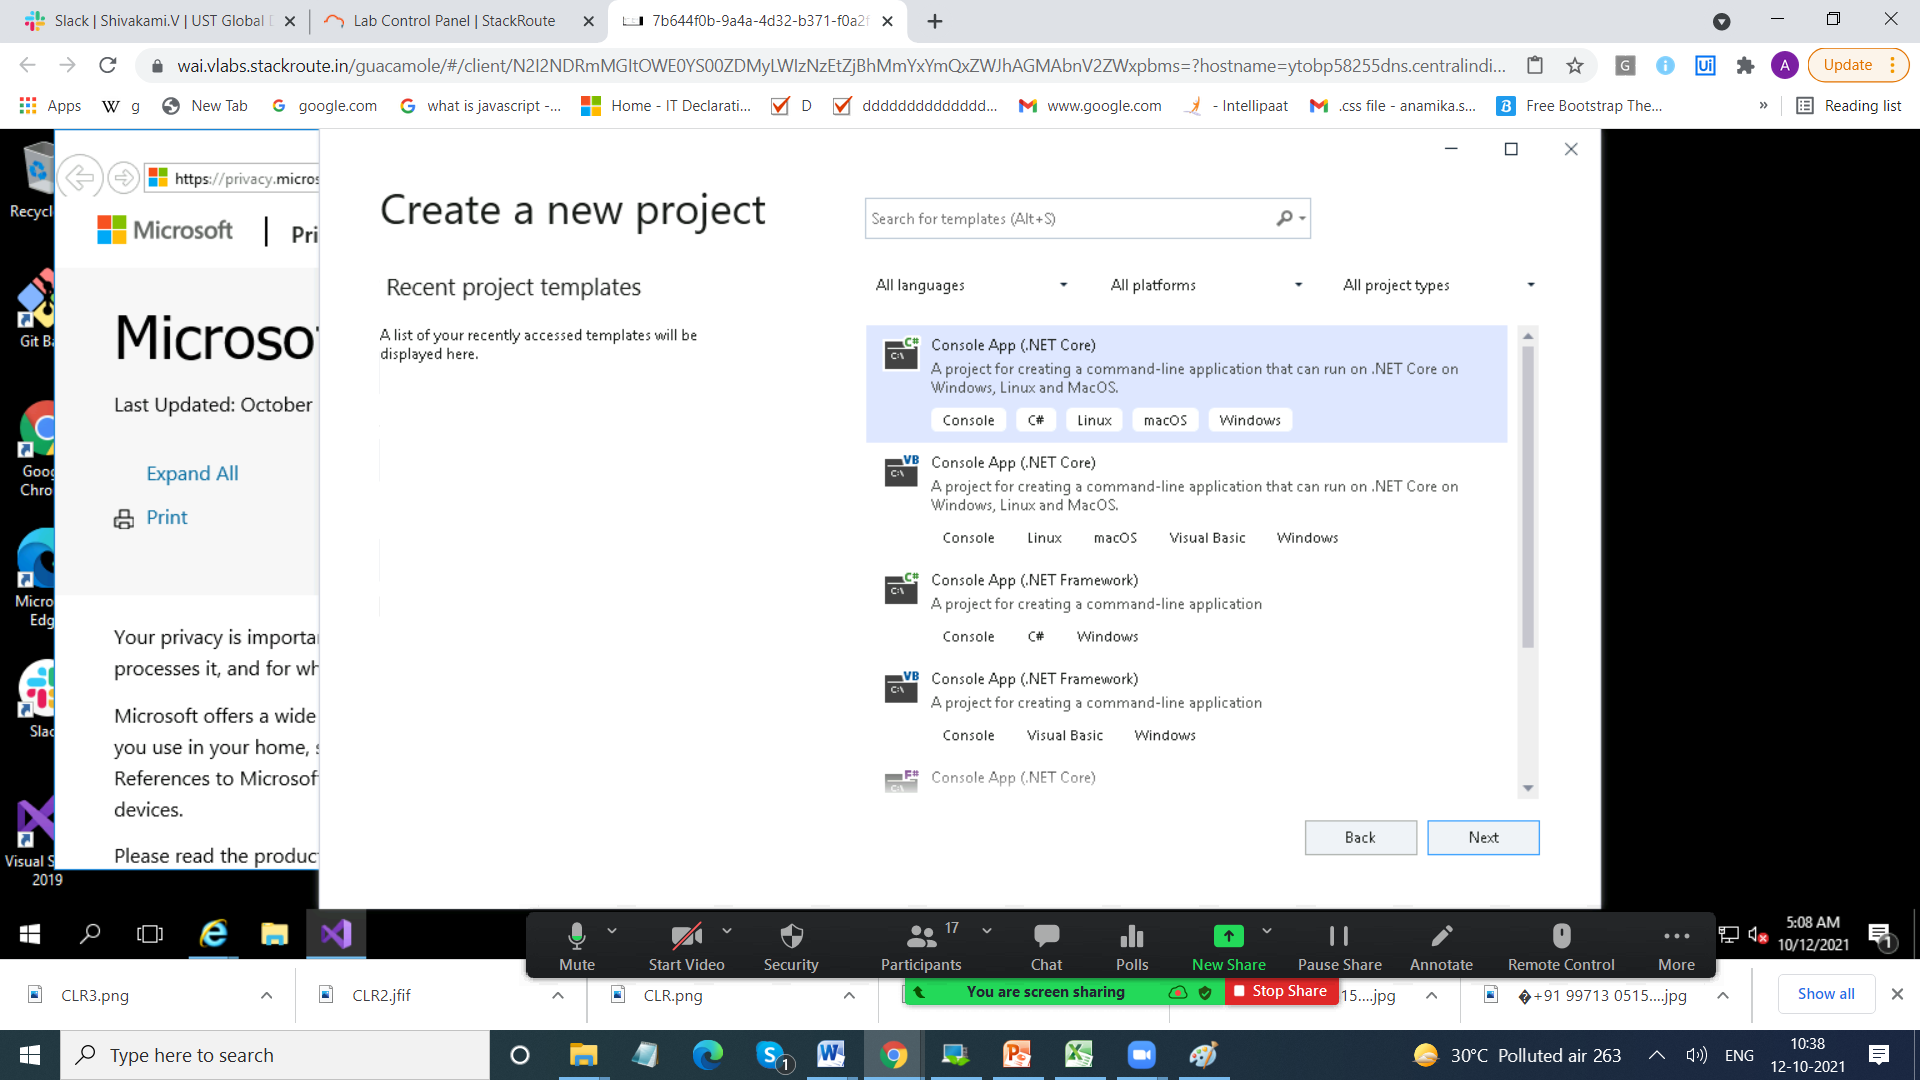 Slack | Shivakami.V | UST Global
Lab Control Panel | StackRoute
7b644f0b-9a4a-4d32-b371-f0a2f
wai.vlabs.stackroute.in/guacamole/#/client/N2I2NDRmMGItOWE0YS00ZDMyLWIzNzEtZjBhMmYxYmQxZWJhAGMAbnV2ZWxpbms=?hostname=ytobp58255dns.centralindi...
G
Ui
A
Update
Apps
W g
New Tab
google.com
what is javascript -...
Home - IT Declarati...
D
dddddddddddddd...
www.google.com
- Intellipaat
.css file - anamika.s...
B Free Bootstrap The...
»
Reading list
Recycl
https://privacy.micros
Microsoft | Pri
Git Ba
Microso
Last Updated: October
Goog
Chro
Expand All
Print
Micro
Edg
Your privacy is importa
processes it, and for wh
Slac
Microsoft offers a wide
you use in your home, s
References to Microsof
devices.
Please read the product
Visual S
2019
Create a new project
Search for templates (Alt+S)
Recent project templates
A list of your recently accessed templates will be
displayed here.
All languages
All platforms
All project types
C#
C:\
Console App (.NET Core)
A project for creating a command-line application that can run on .NET Core on
Windows, Linux and MacOS.
Console C# Linux macOS Windows
VB
C:\
Console App (.NET Core)
A project for creating a command-line application that can run on .NET Core on
Windows, Linux and MacOS.
Console Linux macOS Visual Basic Windows
C#
C:\
Console App (.NET Framework)
A project for creating a command-line application
Console C# Windows
VB
C:\
Console App (.NET Framework)
A project for creating a command-line application
Console Visual Basic Windows
F#
C:\
Console App (.NET Core)
Back
Next
Mute
Start Video
Security
17
Participants
Chat
Polls
New Share
Pause Share
Annotate
Remote Control
More
5:08 AM
10/12/2021
1
You are screen sharing
Stop Share
CLR3.png
CLR2.jfif
CLR.png
15....jpg
�+91 99713 0515....jpg
Show all
Type here to search
1
30°C Polluted air 263
ENG
10:38
12-10-2021